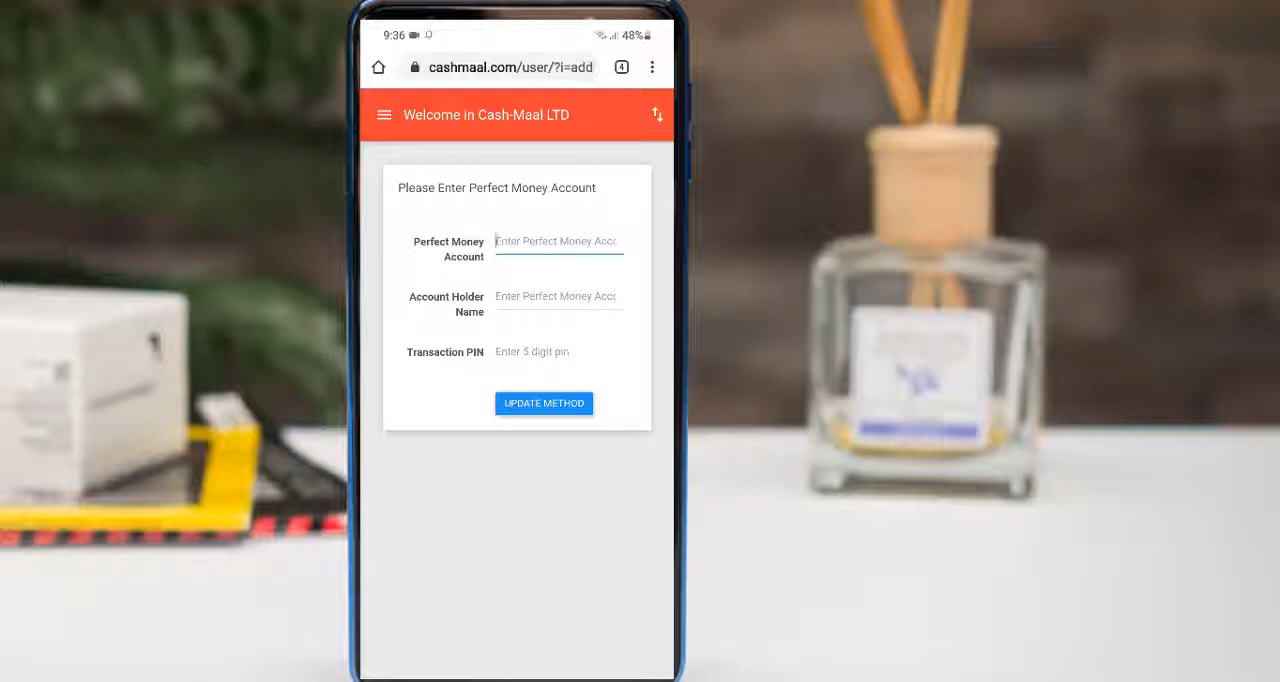 9:36
48%
cashmaal.com/user/?i=add
4
Welcome in Cash-Maal LTD
Please Enter Perfect Money Account
Perfect Money Account
Enter Perfect Money Acc
Account Holder Name
Enter Perfect Money Acc
Transaction PIN
Enter 5 digit pin
UPDATE METHOD